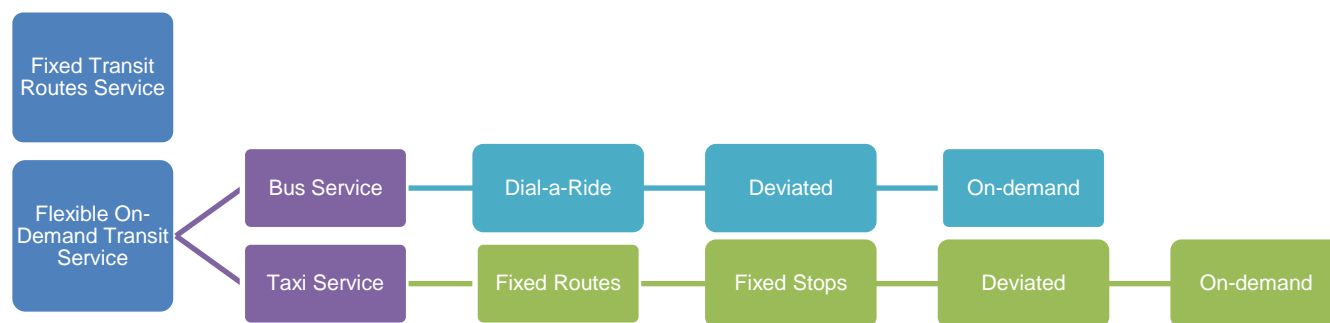 Fixed Transit
Routes Service
Flexible On-
Demand Transit
Service
Bus Service
Dial-a-Ride
Deviated
On-demand
Taxi Service
Fixed Routes
Fixed Stops
Deviated
On-demand